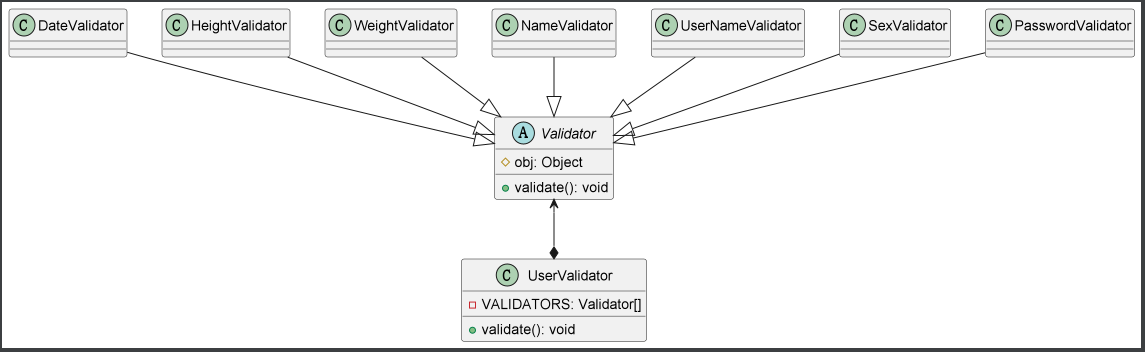 C DateValidator
C HeightValidator
C WeightValidator
C NameValidator
C UserNameValidator
C SexValidator
C PasswordValidator
A Validator
obj: Object
validate(): void
C UserValidator
VALIDATORS: Validator[]
validate(): void